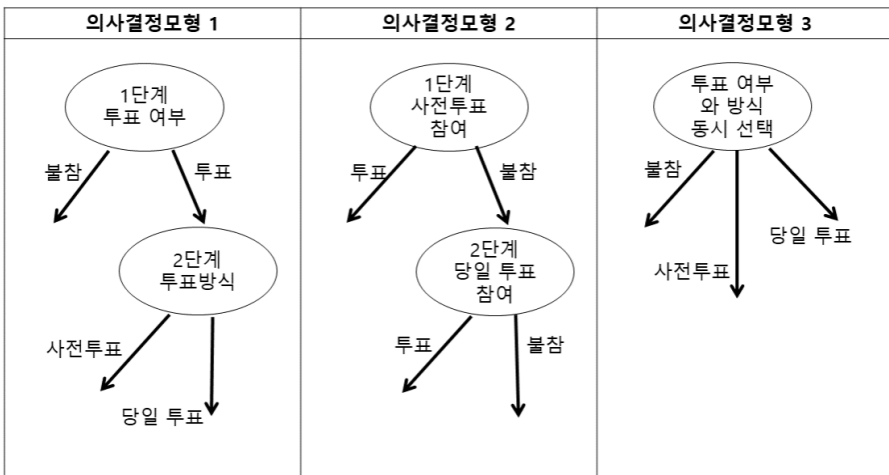 의사결정모형 1
1단계
투표 여부
불참
투표
2단계
투표방식
사전투표
당일 투표
의사결정모형 2
1단계
사전투표
참여
투표
불참
2단계
당일 투표
참여
투표
불참
의사결정모형 3
투표 여부
와 방식
동시 선택
불참
사전투표
당일 투표